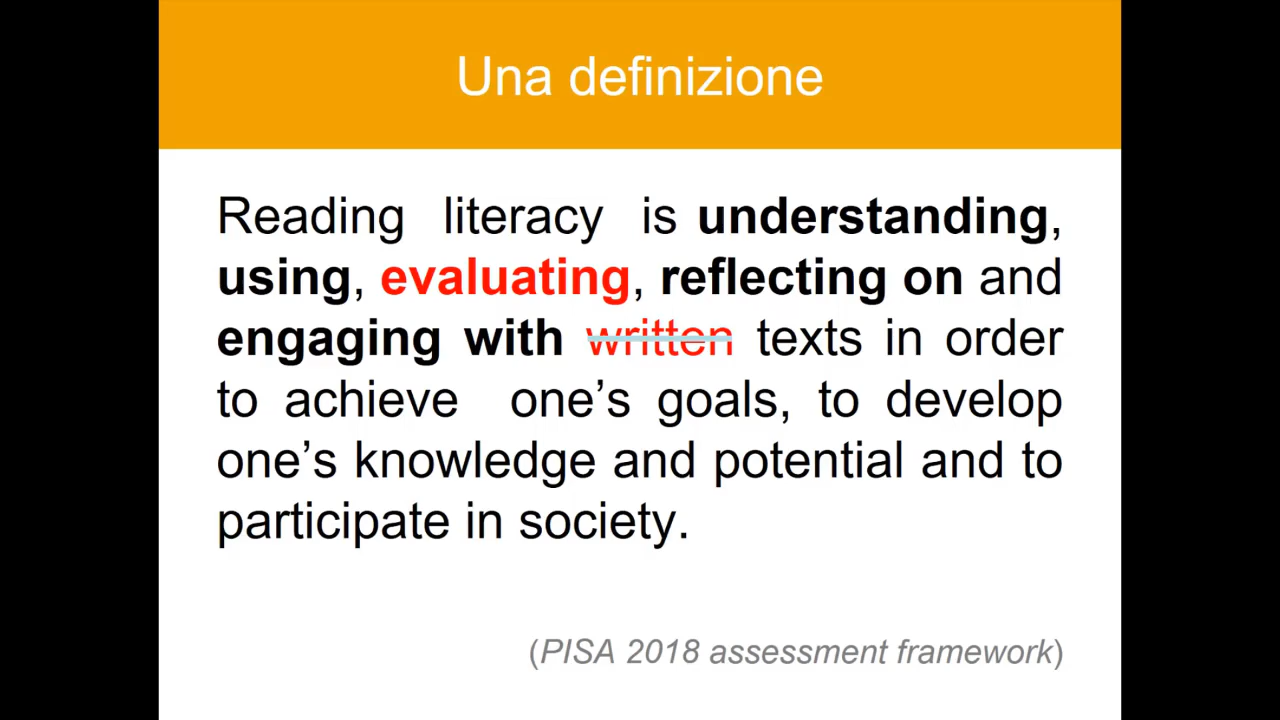 Una definizione
Reading literacy is understanding,
using, evaluating, reflecting on and
engaging with written texts in order
to achieve one’s goals, to develop
one’s knowledge and potential and to
participate in society.
(PISA 2018 assessment framework)